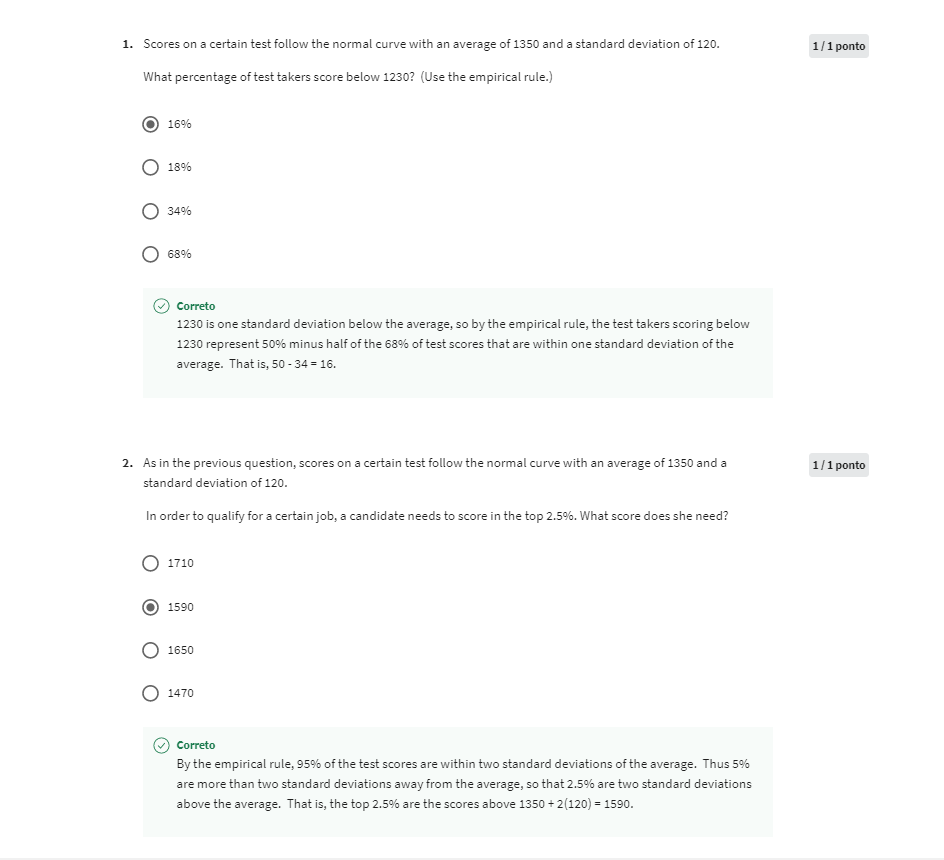 1. Scores on a certain test follow the normal curve with an average of 1350 and a standard deviation of 120.
1 / 1 ponto
What percentage of test takers score below 1230? (Use the empirical rule.)
16%
18%
34%
68%
Correto
1230 is one standard deviation below the average, so by the empirical rule, the test takers scoring below
1230 represent 50% minus half of the 68% of test scores that are within one standard deviation of the
average. That is, 50 - 34 = 16.
2. As in the previous question, scores on a certain test follow the normal curve with an average of 1350 and a
1 / 1 ponto
standard deviation of 120.
In order to qualify for a certain job, a candidate needs to score in the top 2.5%. What score does she need?
1710
1590
1650
1470
Correto
By the empirical rule, 95% of the test scores are within two standard deviations of the average. Thus 5%
are more than two standard deviations away from the average, so that 2.5% are two standard deviations
above the average. That is, the top 2.5% are the scores above 1350 + 2(120) = 1590.